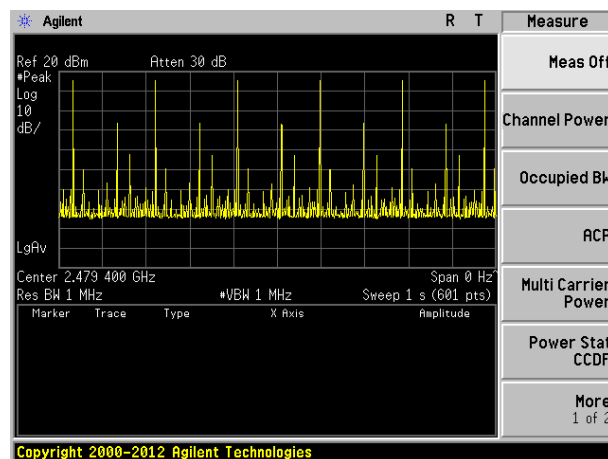 Agilent R T Measure
Ref 20 dBm Atten 30 dB
#Peak
Log
10
dB/
LgAv
Center 2.479 400 GHz Span 0 Hz^
Res BW 1 MHz #VBW 1 MHz Sweep 1 s (601 pts)
Marker Trace Type X Axis Amplitude
Meas Off
Channel Power
Occupied BW
ACP
Multi Carrier
Power
Power Stat
CCDF
More
1 of 2
Copyright 2000-2012 Agilent Technologies